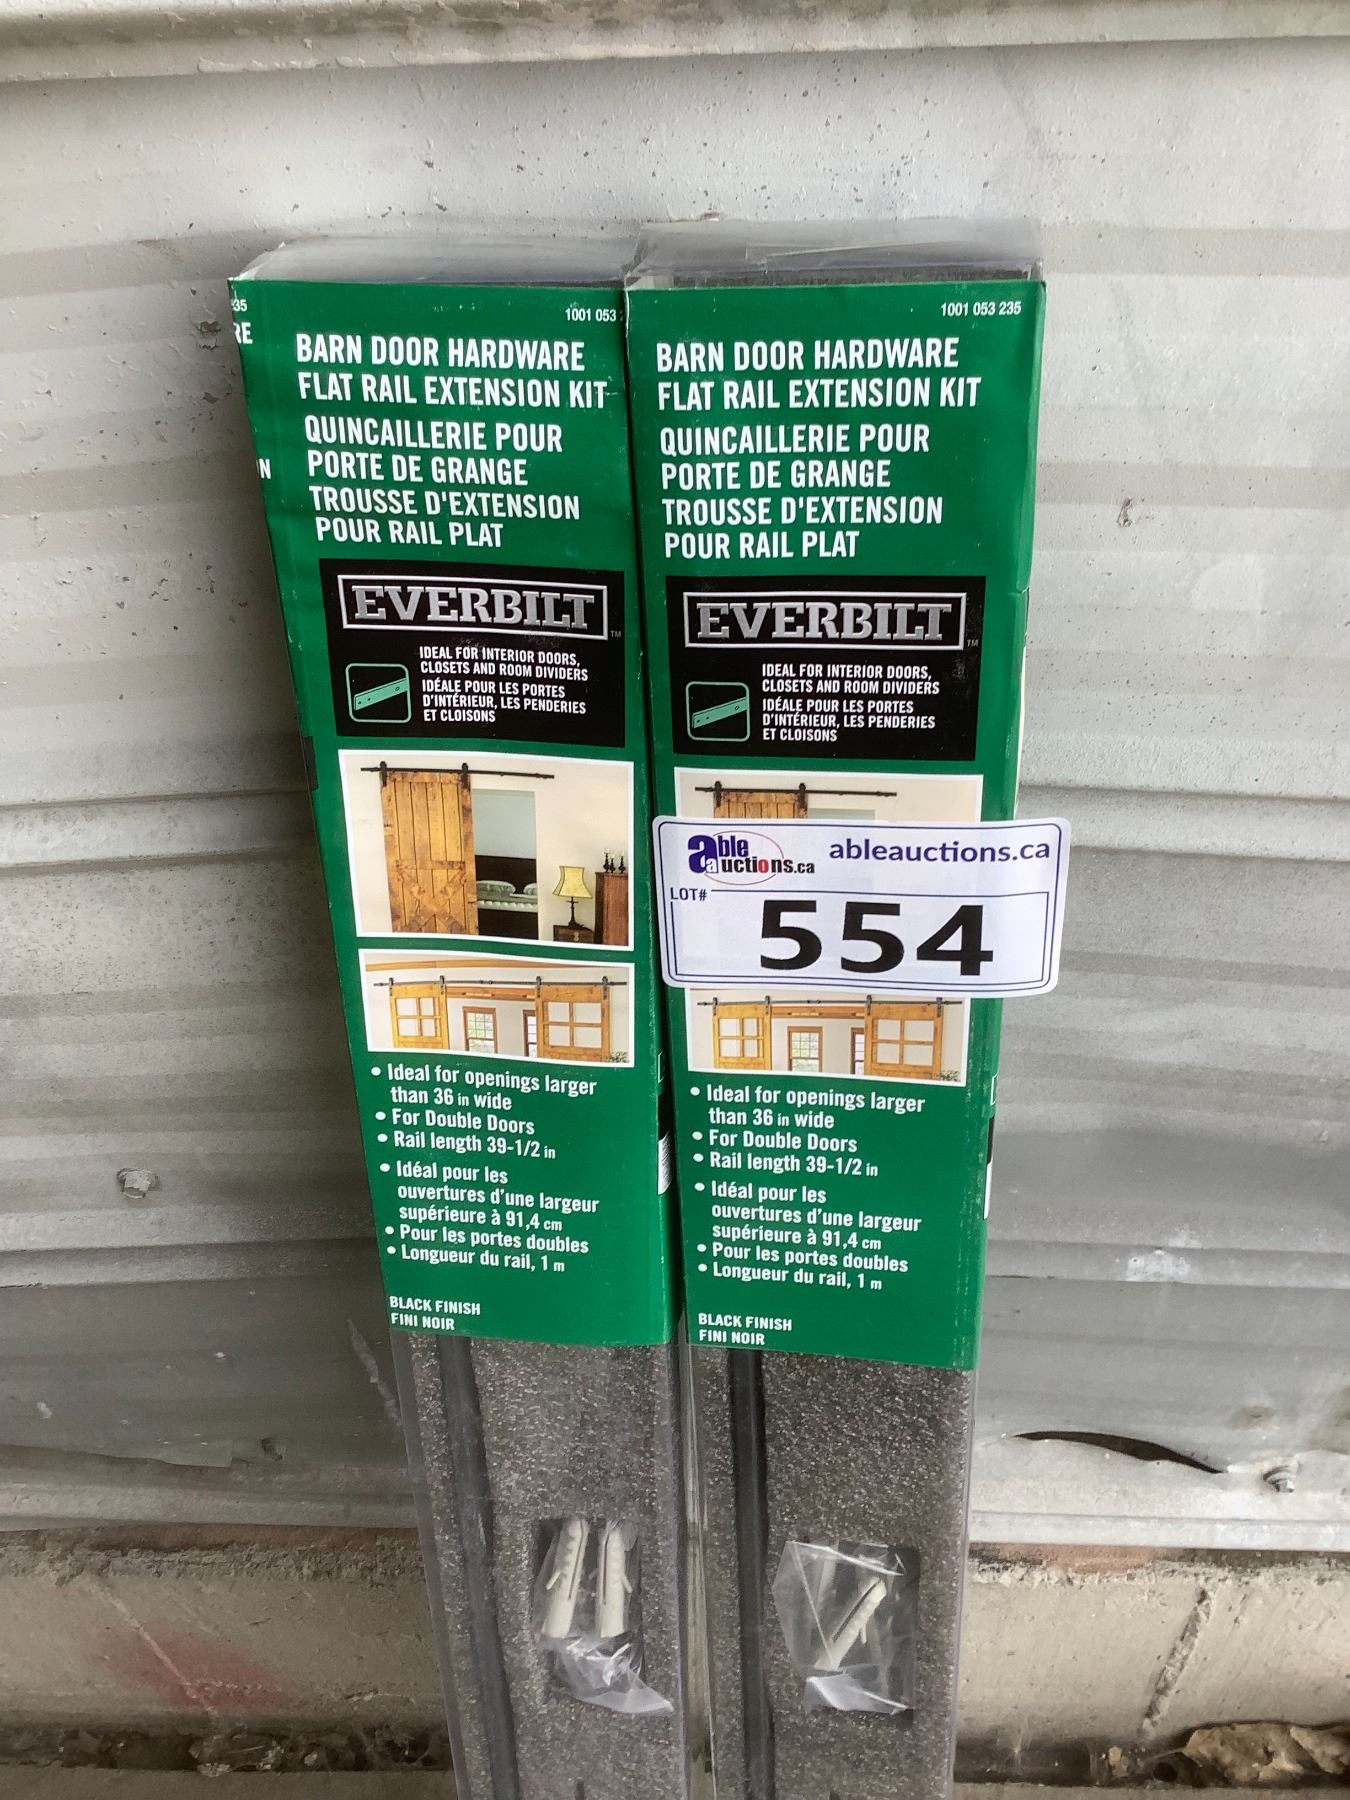 35
RE
N
1001 053
BARN DOOR HARDWARE
FLAT RAIL EXTENSION KIT
QUINCAILLERIE POUR
PORTE DE GRANGE
TROUSSE D'EXTENSION
POUR RAIL PLAT
EVERBILT TM
IDEAL FOR INTERIOR DOORS,
CLOSETS AND ROOM DIVIDERS
IDÉALE POUR LES PORTES
D'INTÉRIEUR, LES PENDERIES
ET CLOISONS
• Ideal for openings larger
than 36 in wide
• For Double Doors
• Rail length 39-1/2 in
• Idéal pour les
ouvertures d'une largeur
supérieure à 91,4 cm
• Pour les portes doubles
• Longueur du rail, 1 m
BLACK FINISH
FINI NOIR
1001 053 235
BARN DOOR HARDWARE
FLAT RAIL EXTENSION KIT
QUINCAILLERIE POUR
PORTE DE GRANGE
TROUSSE D'EXTENSION
POUR RAIL PLAT
EVERBILT TM
IDEAL FOR INTERIOR DOORS,
CLOSETS AND ROOM DIVIDERS
IDÉALE POUR LES PORTES
D'INTÉRIEUR, LES PENDERIES
ET CLOISONS
able auctions.ca
ableauctions.ca
LOT#
554
• Ideal for openings larger
than 36 in wide
• For Double Doors
• Rail length 39-1/2 in
• Idéal pour les
ouvertures d'une largeur
supérieure à 91,4 cm
• Pour les portes doubles
• Longueur du rail, 1 m
BLACK FINISH
FINI NOIR